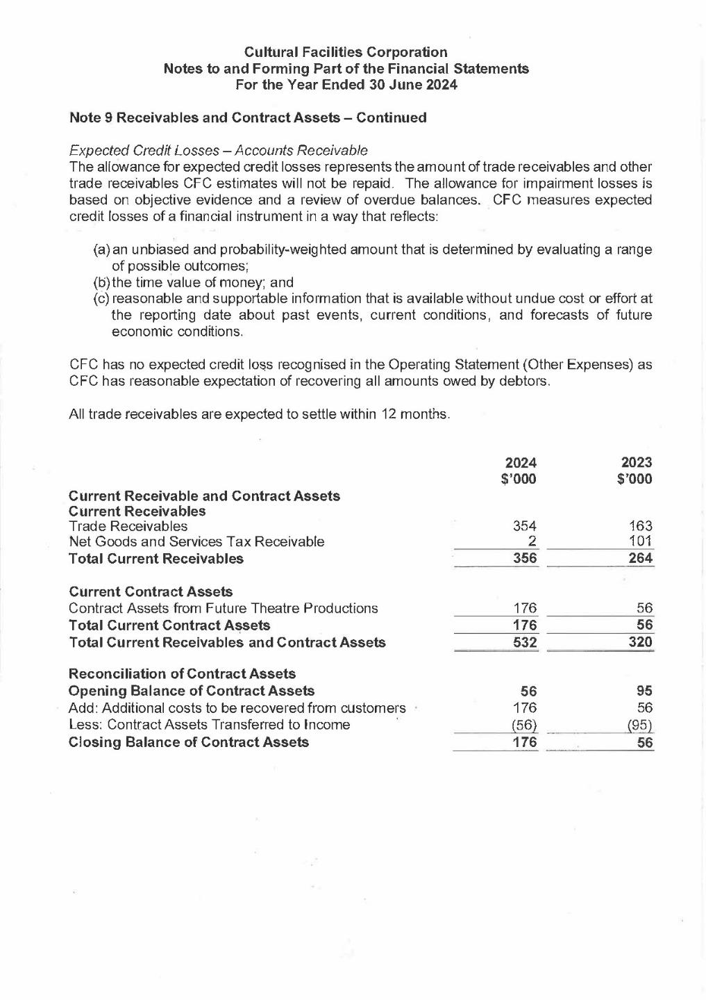 Cultural Facilities Corporation
Notes to and Forming Part of the Financial Statements
For the Year Ended 30 June 2024
Note 9 Receivables and Contract Assets – Continued
Expected Credit Losses – Accounts Receivable
The allowance for expected credit losses represents the amount of trade receivables and other
trade receivables CFC estimates will not be repaid. The allowance for impairment losses is
based on objective evidence and a review of overdue balances. CFC measures expected
credit losses of a financial instrument in a way that reflects:
(a) an unbiased and probability-weighted amount that is determined by evaluating a range
of possible outcomes;
(b) the time value of money; and
(c) reasonable and supportable information that is available without undue cost or effort at
the reporting date about past events, current conditions, and forecasts of future
economic conditions.
CFC has no expected credit loss recognised in the Operating Statement (Other Expenses) as
CFC has reasonable expectation of recovering all amounts owed by debtors.
All trade receivables are expected to settle within 12 months.
2024 2023
$'000 $'000
Current Receivable and Contract Assets
Current Receivables
Trade Receivables 354 163
Net Goods and Services Tax Receivable 2 101
Total Current Receivables 356 264
Current Contract Assets
Contract Assets from Future Theatre Productions 176 56
Total Current Contract Assets 176 56
Total Current Receivables and Contract Assets 532 320
Reconciliation of Contract Assets
Opening Balance of Contract Assets 56 95
Add: Additional costs to be recovered from customers 176 56
Less: Contract Assets Transferred to Income (56) (95)
Closing Balance of Contract Assets 176 56